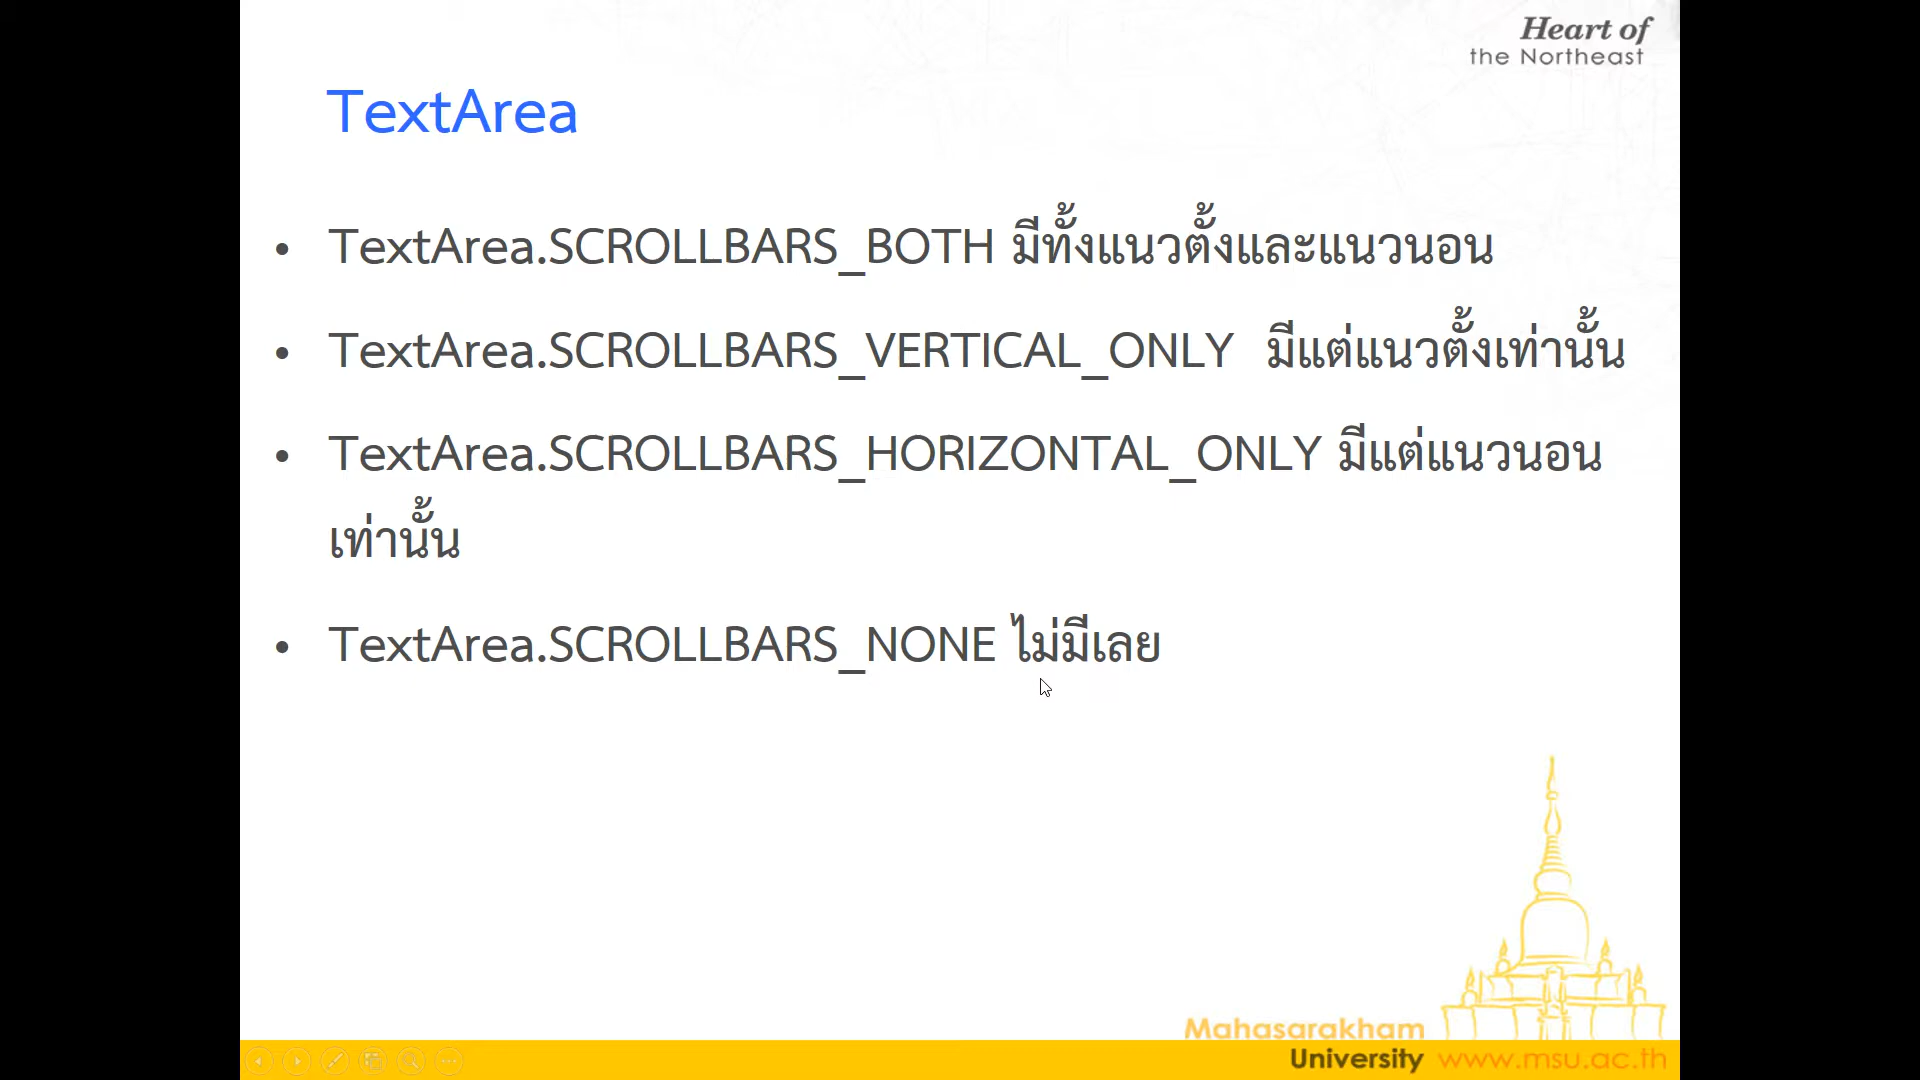 Heart of
the Northeast
TextArea
• TextArea.SCROLLBARS_BOTH มีทั้งแนวตั้งและแนวนอน
• TextArea.SCROLLBARS_VERTICAL_ONLY มีแต่แนวตั้งเท่านั้น
• TextArea.SCROLLBARS_HORIZONTAL_ONLY มีแต่แนวนอน
เท่านั้น
• TextArea.SCROLLBARS_NONE ไม่มีเลย
Mahasarakham
University www.msu.ac.th